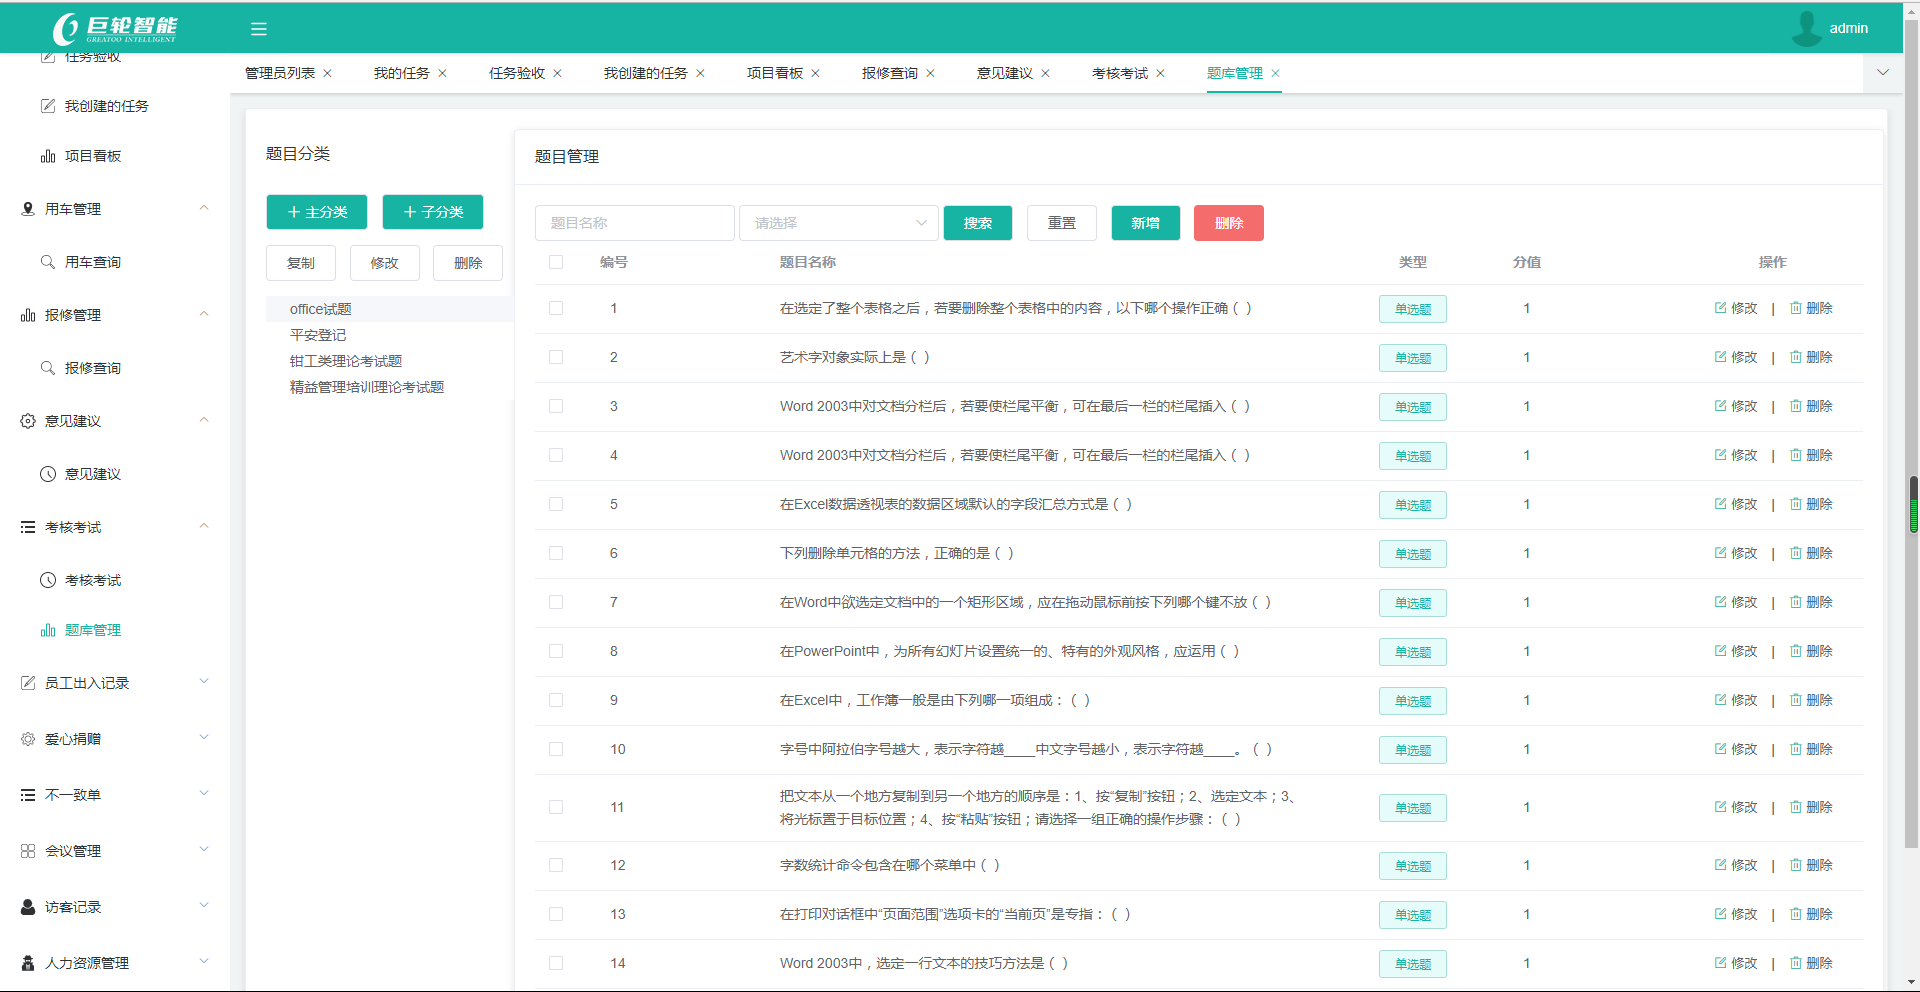 巨轮智能
GREATOO INTELLIGENT
admin
任务验收
我创建的任务
项目看板
用车管理
用车查询
报修管理
报修查询
意见建议
意见建议
考核考试
考核考试
题库管理
员工出入记录
爱心捐赠
不一致单
会议管理
访客记录
人力资源管理
管理员列表 × 我的任务 × 任务验收 × 我创建的任务 × 项目看板 × 报修查询 × 意见建议 × 考核考试 × 题库管理 ×
题目分类
+ 主分类 + 子分类
复制 修改 删除
office试题
平安登记
钳工类理论考试题
精益管理培训理论考试题
题目管理
题目名称 请选择 搜索 重置 新增 删除
编号 题目名称 类型 分值 操作
1 在选定了整个表格之后，若要删除整个表格中的内容，以下哪个操作正确（ ） 单选题 1 修改 | 删除
2 艺术字对象实际上是（ ） 单选题 1 修改 | 删除
3 Word 2003中对文档分栏后，若要使栏尾平衡，可在最后一栏的栏尾插入（ ） 单选题 1 修改 | 删除
4 Word 2003中对文档分栏后，若要使栏尾平衡，可在最后一栏的栏尾插入（ ） 单选题 1 修改 | 删除
5 在Excel数据透视表的数据区域默认的字段汇总方式是（ ） 单选题 1 修改 | 删除
6 下列删除单元格的方法，正确的是（ ） 单选题 1 修改 | 删除
7 在Word中欲选定文档中的一个矩形区域，应在拖动鼠标前按下列哪个键不放（ ） 单选题 1 修改 | 删除
8 在PowerPoint中，为所有幻灯片设置统一的、特有的外观风格，应运用（ ） 单选题 1 修改 | 删除
9 在Excel中，工作簿一般是由下列哪一项组成：（ ） 单选题 1 修改 | 删除
10 字号中阿拉伯字号越大，表示字符越____中文字号越小，表示字符越____。（ ） 单选题 1 修改 | 删除
11 把文本从一个地方复制到另一个地方的顺序是：1、按“复制”按钮；2、选定文本；3、
将光标置于目标位置；4、按“粘贴”按钮；请选择一组正确的操作步骤：（ ） 单选题 1 修改 | 删除
12 字数统计命令包含在哪个菜单中（ ） 单选题 1 修改 | 删除
13 在打印对话框中“页面范围”选项卡的“当前页”是专指：（ ） 单选题 1 修改 | 删除
14 Word 2003中，选定一行文本的技巧方法是（ ） 单选题 1 修改 | 删除